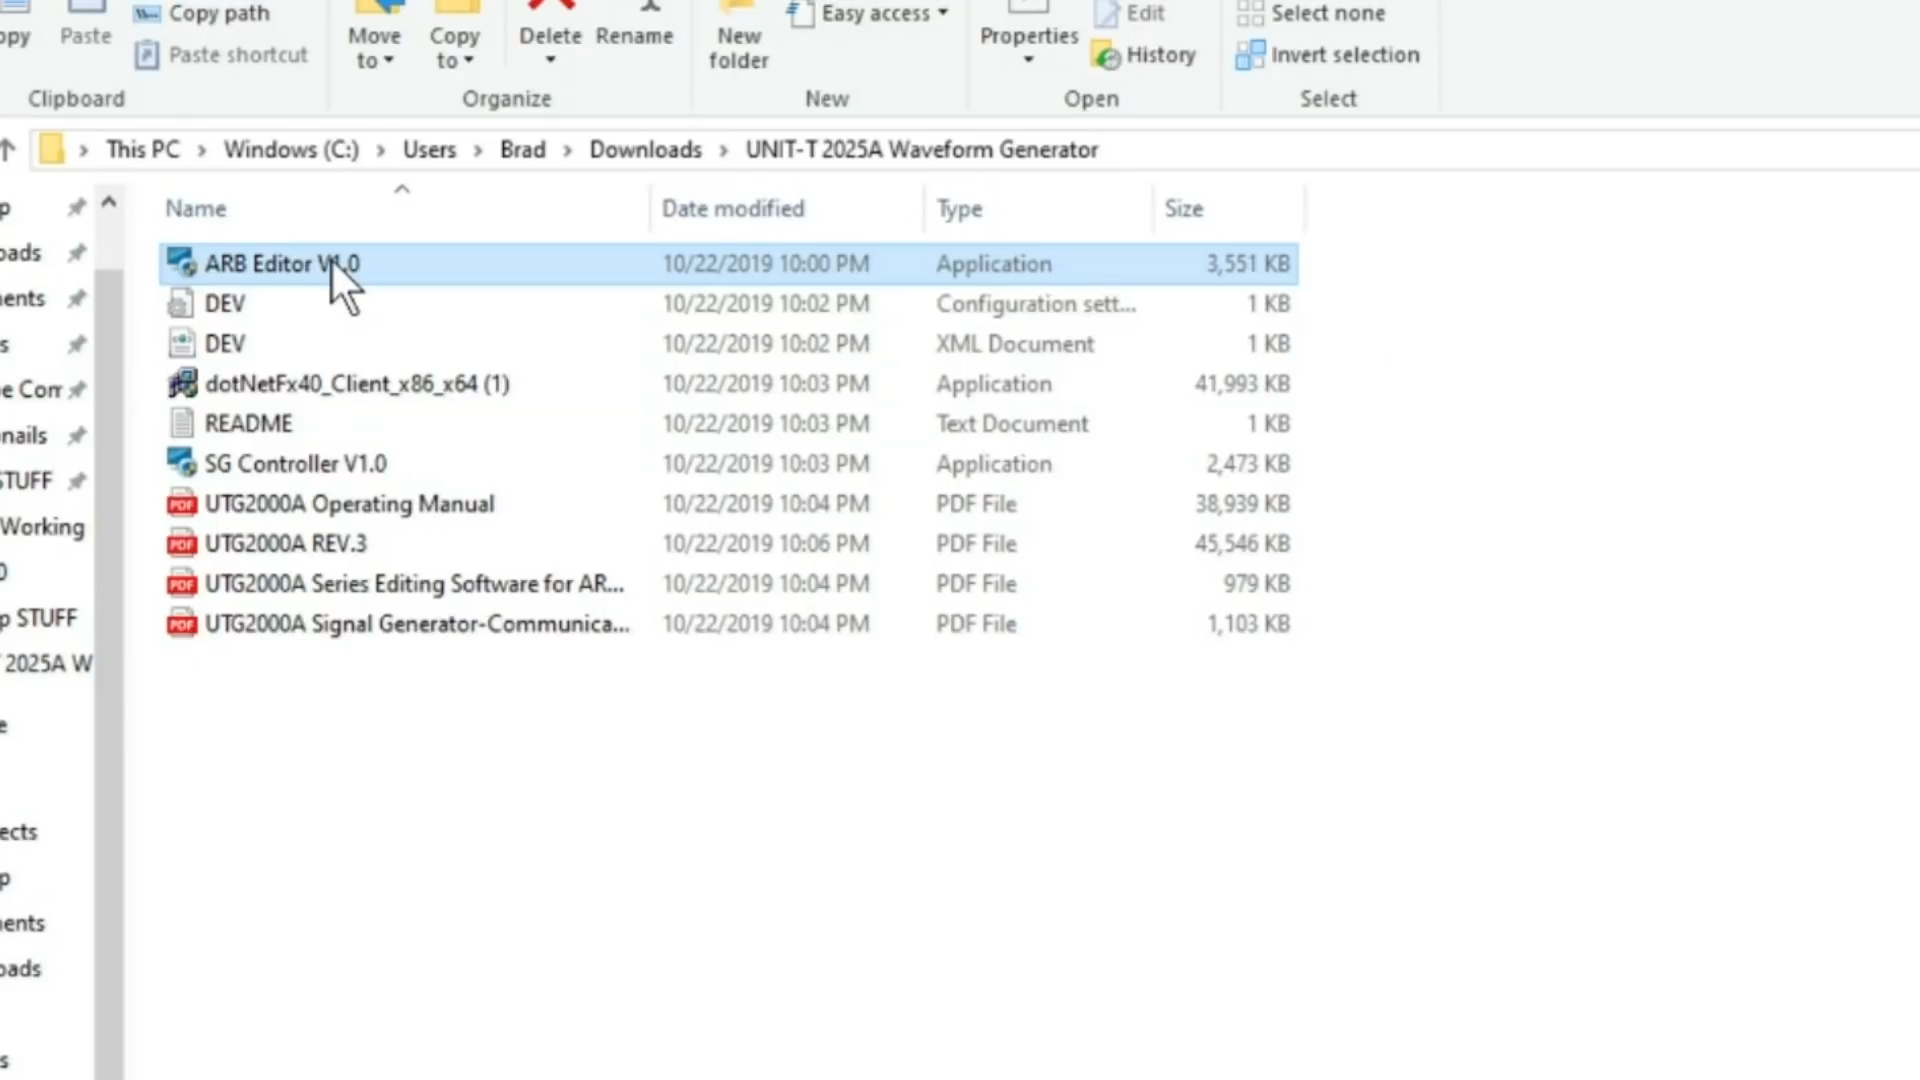 Copy path
Easy access
Edit
Select none
Paste
Move to
Copy to
Delete
Rename
New folder
Properties
Paste shortcut
History
Invert selection
Clipboard
Organize
New
Open
Select
This PC > Windows (C:) > Users > Brad > Downloads > UNIT-T 2025A Waveform Generator
Name Date modified Type Size
ARB Editor V1.0 10/22/2019 10:00 PM Application 3,551 KB
DEV 10/22/2019 10:02 PM Configuration sett... 1 KB
DEV 10/22/2019 10:02 PM XML Document 1 KB
dotNetFx40_Client_x86_x64 (1) 10/22/2019 10:03 PM Application 41,993 KB
README 10/22/2019 10:03 PM Text Document 1 KB
SG Controller V1.0 10/22/2019 10:03 PM Application 2,473 KB
UTG2000A Operating Manual 10/22/2019 10:04 PM PDF File 38,939 KB
UTG2000A REV.3 10/22/2019 10:06 PM PDF File 45,546 KB
UTG2000A Series Editing Software for AR... 10/22/2019 10:04 PM PDF File 979 KB
UTG2000A Signal Generator-Communica... 10/22/2019 10:04 PM PDF File 1,103 KB
STUFF
Working
STUFF
2025A W